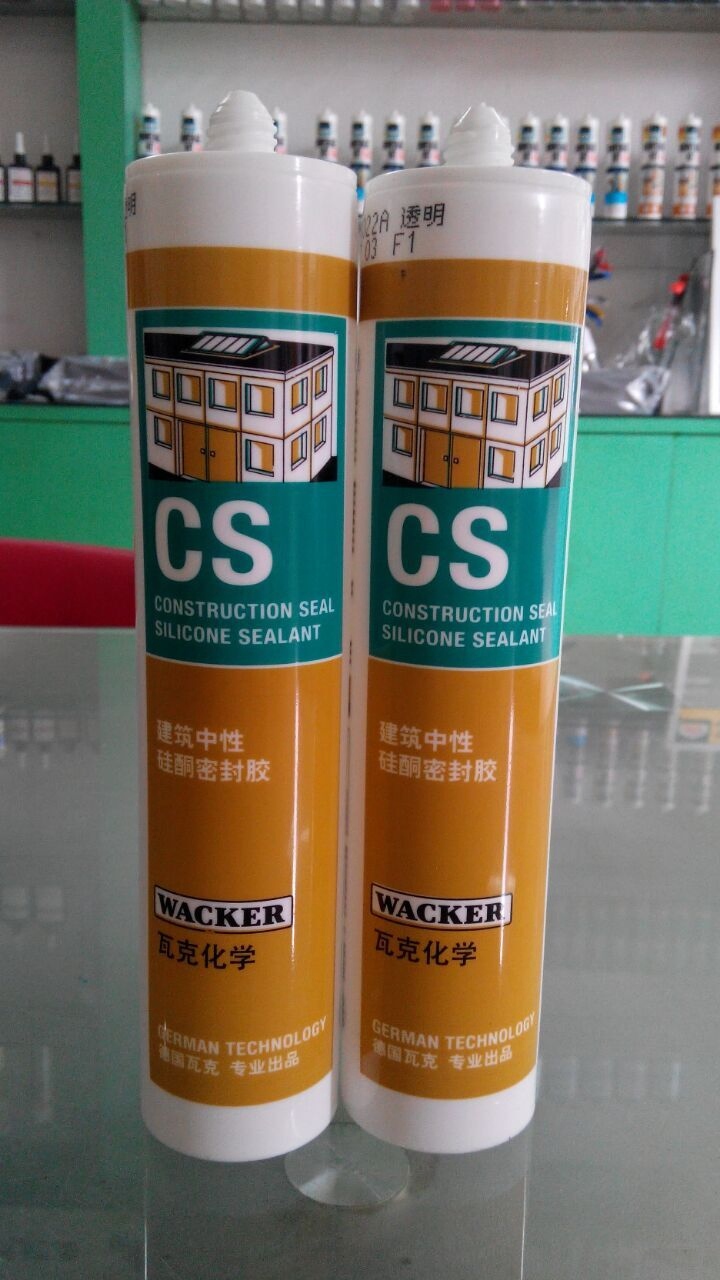 明
22A 透明
03 F1
CS
CONSTRUCTION SEAL
SILICONE SEALANT
建筑中性
硅酮密封胶
WACKER
瓦克化学
GERMAN TECHNOLOGY
德国瓦克 专业出品
CS
CONSTRUCTION SEAL
SILICONE SEALANT
建筑中性
硅酮密封胶
WACKER
瓦克化学
GERMAN TECHNOLOGY
德国瓦克 专业出品